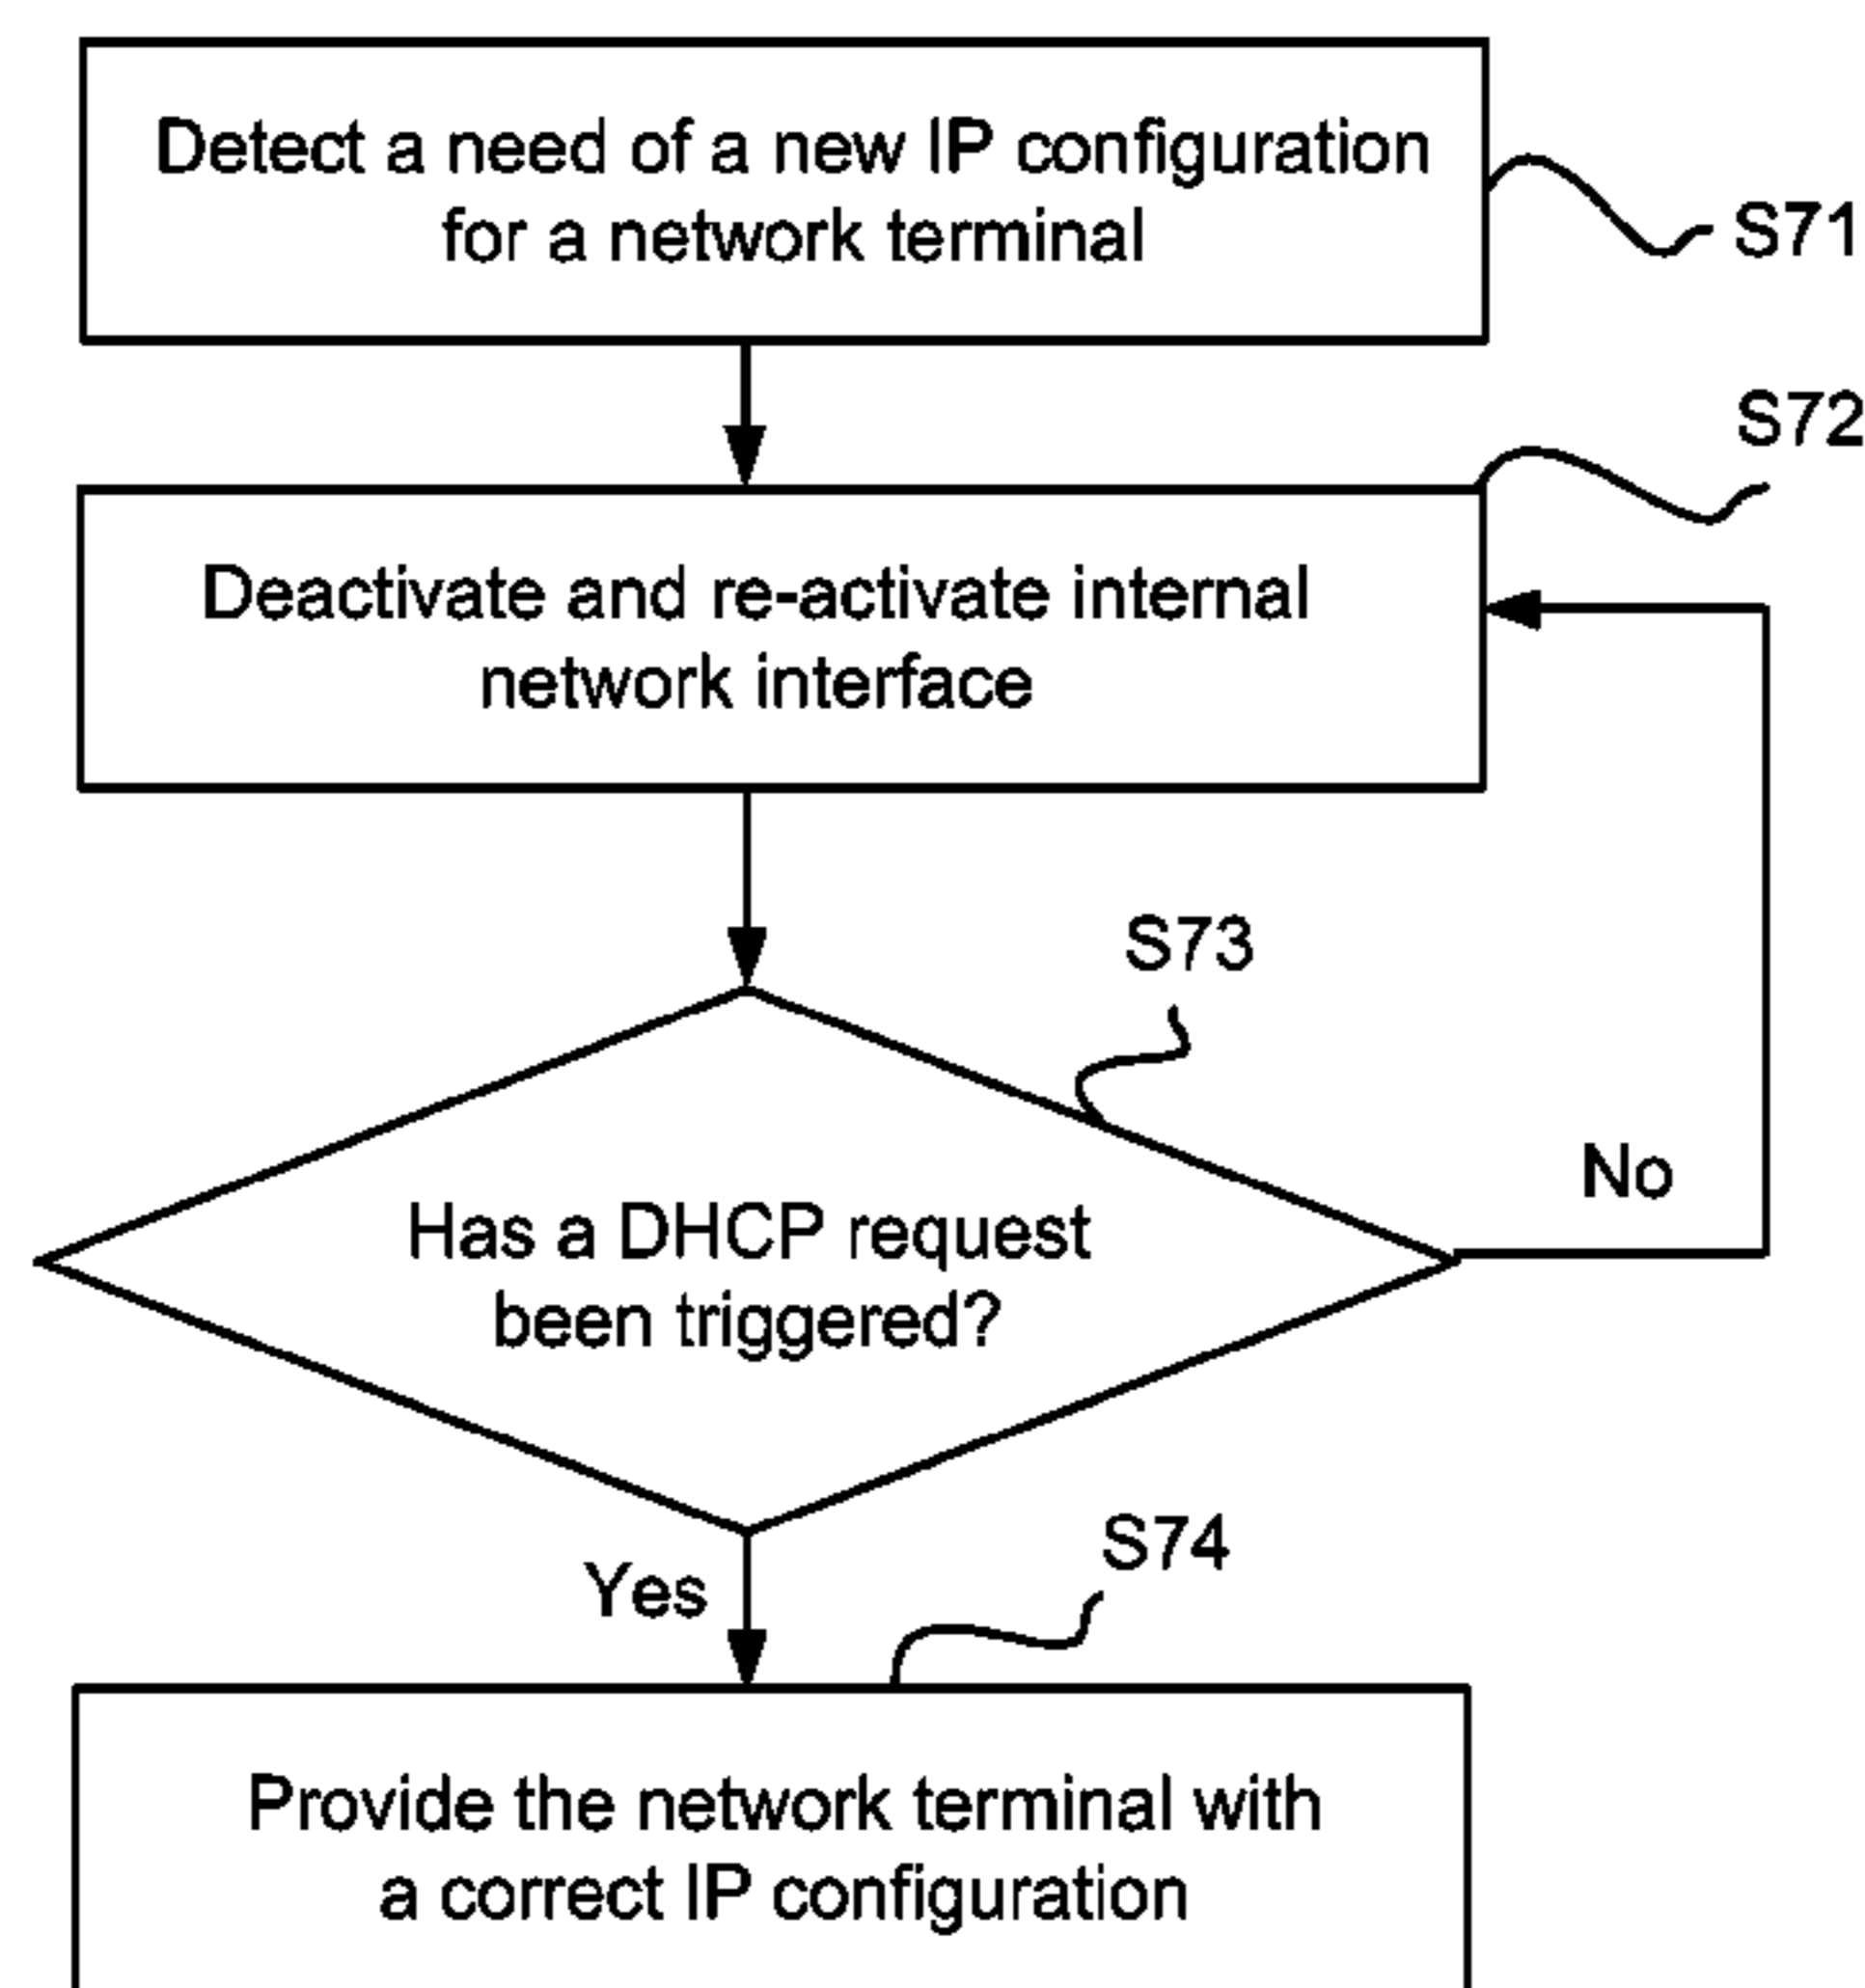 Detect a need of a new IP configuration
for a network terminal
S71
S72
Deactivate and re-activate internal
network interface
S73
No
Has a DHCP request
been triggered?
Yes
S74
Provide the network terminal with
a correct IP configuration